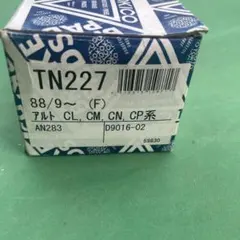 TN227
88/9～ (F)
アルト CL,CM,CN,CP系
AN283 D9016-02